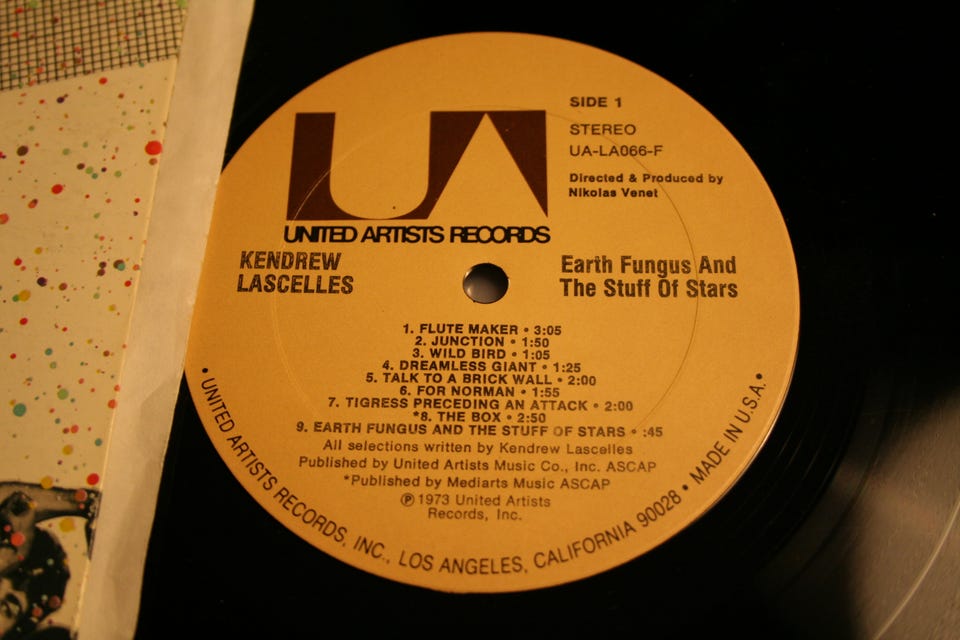 SIDE 1
STEREO
UA-LA066-F
Directed & Produced by
Nikolas Venet
UA
UNITED ARTISTS RECORDS
KENDREW
LASCELLES
Earth Fungus And
The Stuff Of Stars
1. FLUTE MAKER • 3:05
2. JUNCTION • 1:50
3. WILD BIRD • 1:05
4. DREAMLESS GIANT • 1:25
5. TALK TO A BRICK WALL • 2:00
6. FOR NORMAN • 1:55
7. TIGRESS PRECEDING AN ATTACK • 2:00
*8. THE BOX • 2:50
9. EARTH FUNGUS AND THE STUFF OF STARS • :45
All selections written by Kendrew Lascelles
Published by United Artists Music Co., Inc. ASCAP
*Published by Mediarts Music ASCAP
℗ 1973 United Artists
Records, Inc.
• UNITED ARTISTS RECORDS, INC., LOS ANGELES, CALIFORNIA 90028 • MADE IN U.S.A. •